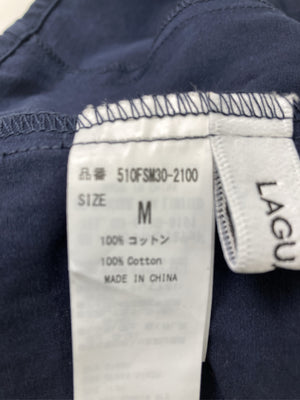 品番 510FSM30-2100
SIZE
M
100% コットン
100% Cotton
MADE IN CHINA
LAGU